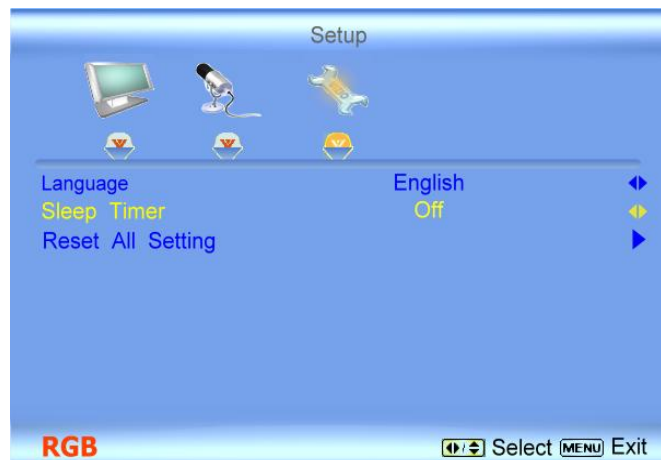 Setup
Language English
Sleep Timer Off
Reset All Setting
RGB Select MENU Exit